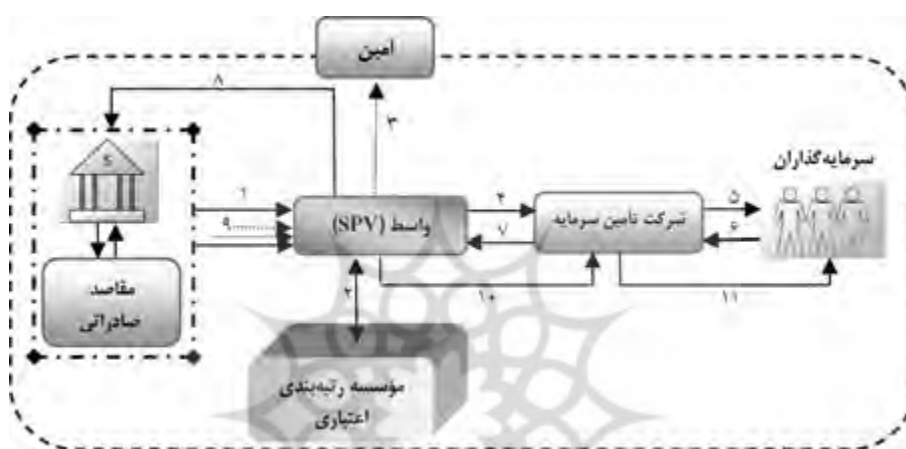 امین
۸
۳
سرمایه‌گذاران
S
۱
۹
واسط (SPV)
۴
۷
شرکت تأمین سرمایه
۵
۶
مقاصد
صادراتی
۲
۱۰
۱۱
مؤسسه رتبه‌بندی
اعتباری